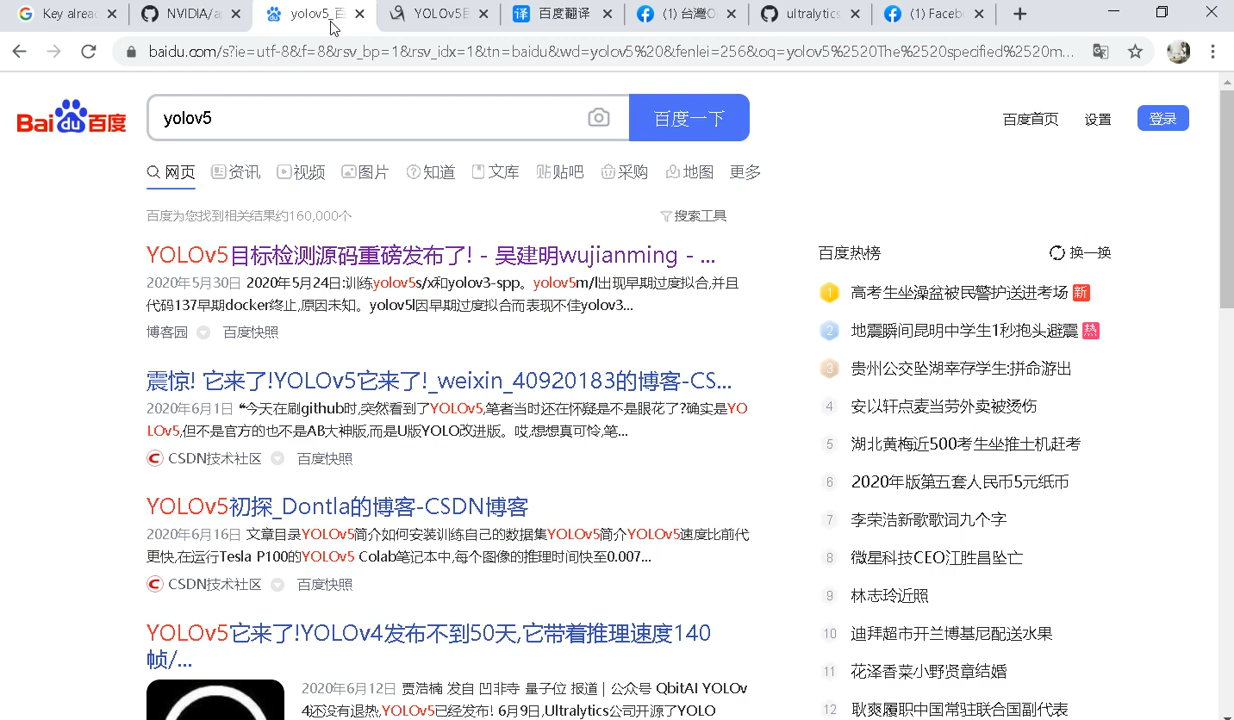 Key alrea
NVIDIA/a
yolov5_百
YOLOv5目
百度翻译
(1) 台灣O
ultralytics
(1) Faceb
baidu.com/s?ie=utf-8&f=8&rsv_bp=1&rsv_idx=1&tn=baidu&wd=yolov5%20&fenlei=256&oq=yolov5%2520The%2520specified%2520m...
Bai du 百度
yolov5
百度一下
百度首页
设置
登录
网页 资讯 视频 图片 知道 文库 贴吧 采购 地图 更多
百度为您找到相关结果约160,000个
搜索工具
YOLOv5目标检测源码重磅发布了! - 吴建明wujianming - ...
2020年5月30日 2020年5月24日:训练yolov5s/x和yolov3-spp。yolov5m/l出现早期过度拟合,并且
代码137早期docker终止,原因未知。yolov5l因早期过度拟合而表现不佳yolov3...
博客园 百度快照
震惊! 它来了!YOLOv5它来了!_weixin_40920183的博客-CS...
2020年6月1日 ❝今天在刷github时,突然看到了YOLOv5,笔者当时还在怀疑是不是眼花了?确实是YO
LOv5,但不是官方的也不是AB大神版,而是U版YOLO改进版。哎,想想真可怜,笔...
CSDN技术社区 百度快照
YOLOv5初探_Dontla的博客-CSDN博客
2020年6月16日 文章目录YOLOv5简介如何安装训练自己的数据集YOLOv5简介YOLOv5速度比前代
更快,在运行Tesla P100的YOLOv5 Colab笔记本中,每个图像的推理时间快至0.007...
CSDN技术社区 百度快照
YOLOv5它来了!YOLOv4发布不到50天,它带着推理速度140
帧/...
2020年6月12日 贾浩楠 发自 凹非寺 量子位 报道 | 公众号 QbitAI YOLOv
4还没有退热,YOLOv5已经发布! 6月9日,Ultralytics公司开源了YOLO
百度热榜
换一换
1 高考生坐澡盆被民警护送进考场 新
2 地震瞬间昆明中学生1秒抱头避震 热
3 贵州公交坠湖幸存学生:拼命游出
4 安以轩点麦当劳外卖被烫伤
5 湖北黄梅近500考生坐推土机赶考
6 2020年版第五套人民币5元纸币
7 李荣浩新歌歌词九个字
8 微星科技CEO江胜昌坠亡
9 林志玲近照
10 迪拜超市开兰博基尼配送水果
11 花泽香菜小野贤章结婚
12 耿爽履职中国常驻联合国副代表